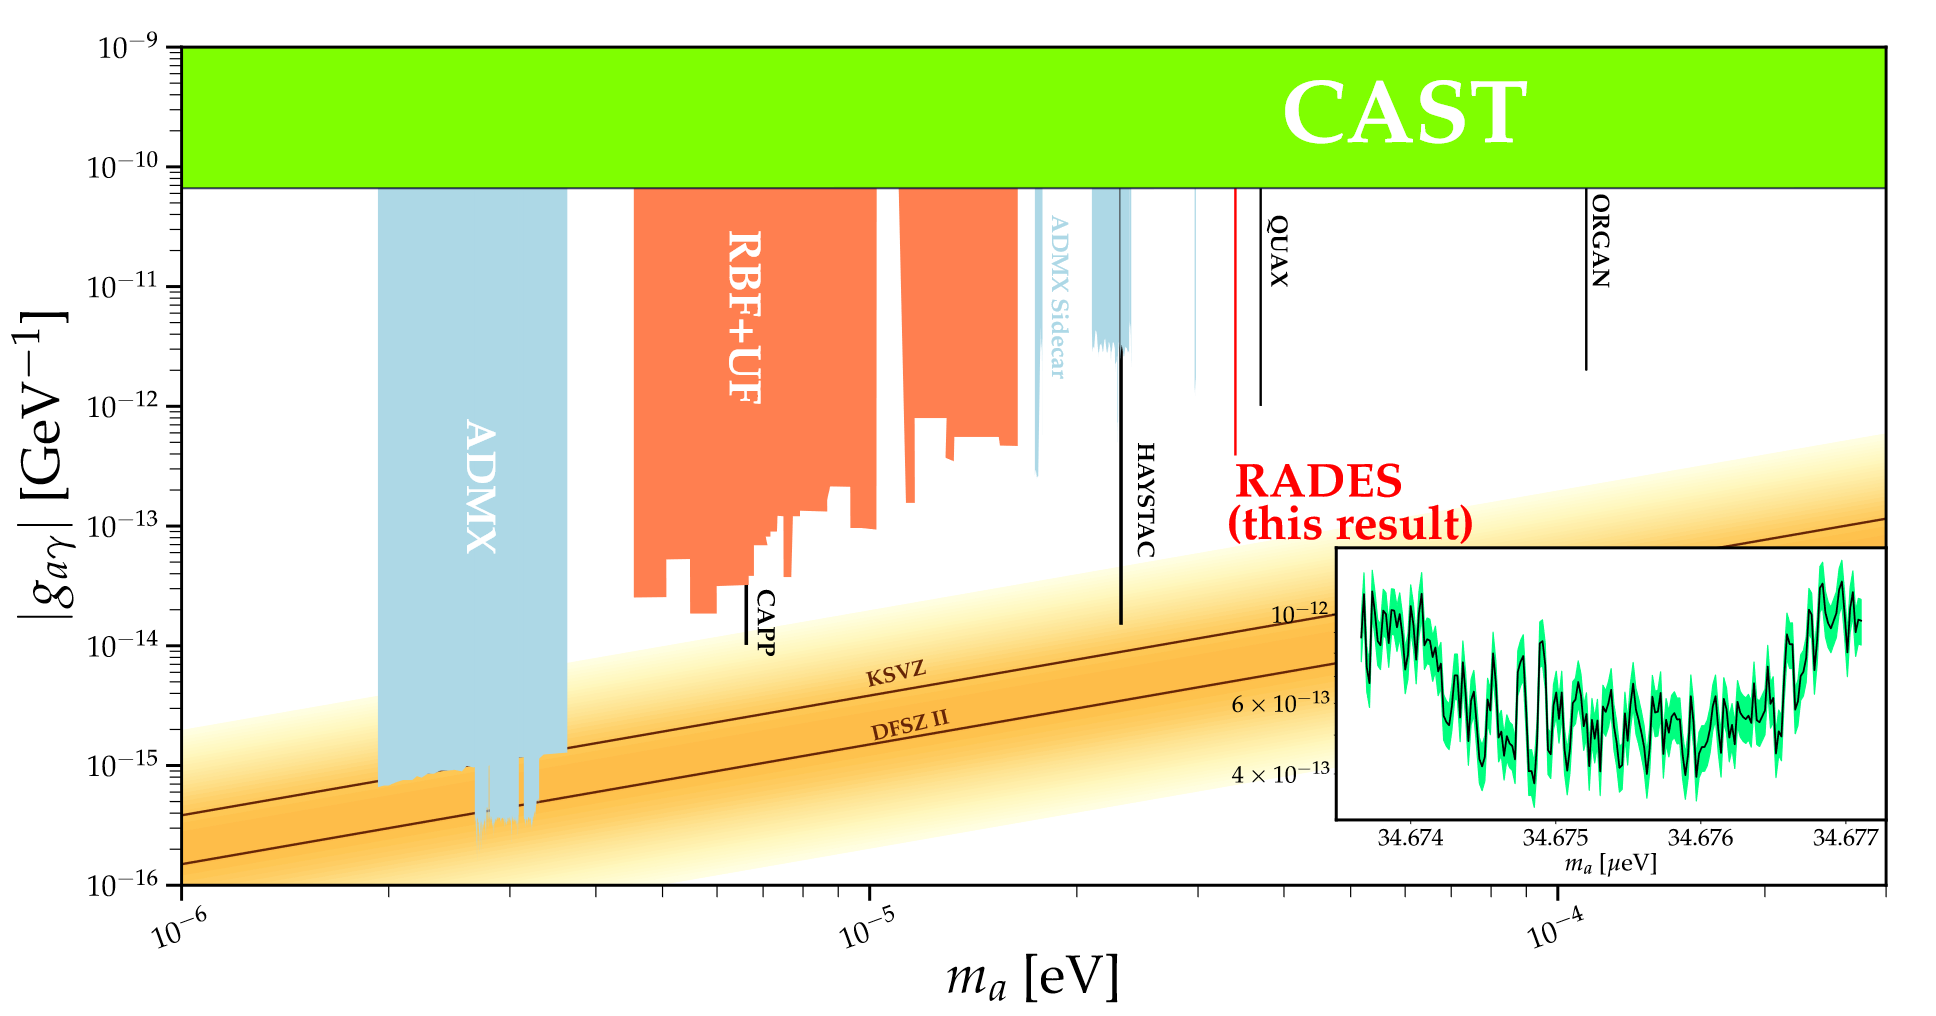 10⁻⁹
10⁻¹⁰
10⁻¹¹
10⁻¹²
10⁻¹³
10⁻¹⁴
10⁻¹⁵
10⁻¹⁶
|g_{aγ}| [GeV⁻¹]
CAST
ADMX
RBF+UF
CAPP
ADMX Sidecar
HAYSTAC
QUAX
ORGAN
RADES
(this result)
KSVZ
DFSZ II
10⁻¹²
6 × 10⁻¹³
4 × 10⁻¹³
34.674 34.675 34.676 34.677
m_a [μeV]
10⁻⁶ 10⁻⁵ 10⁻⁴
m_a [eV]